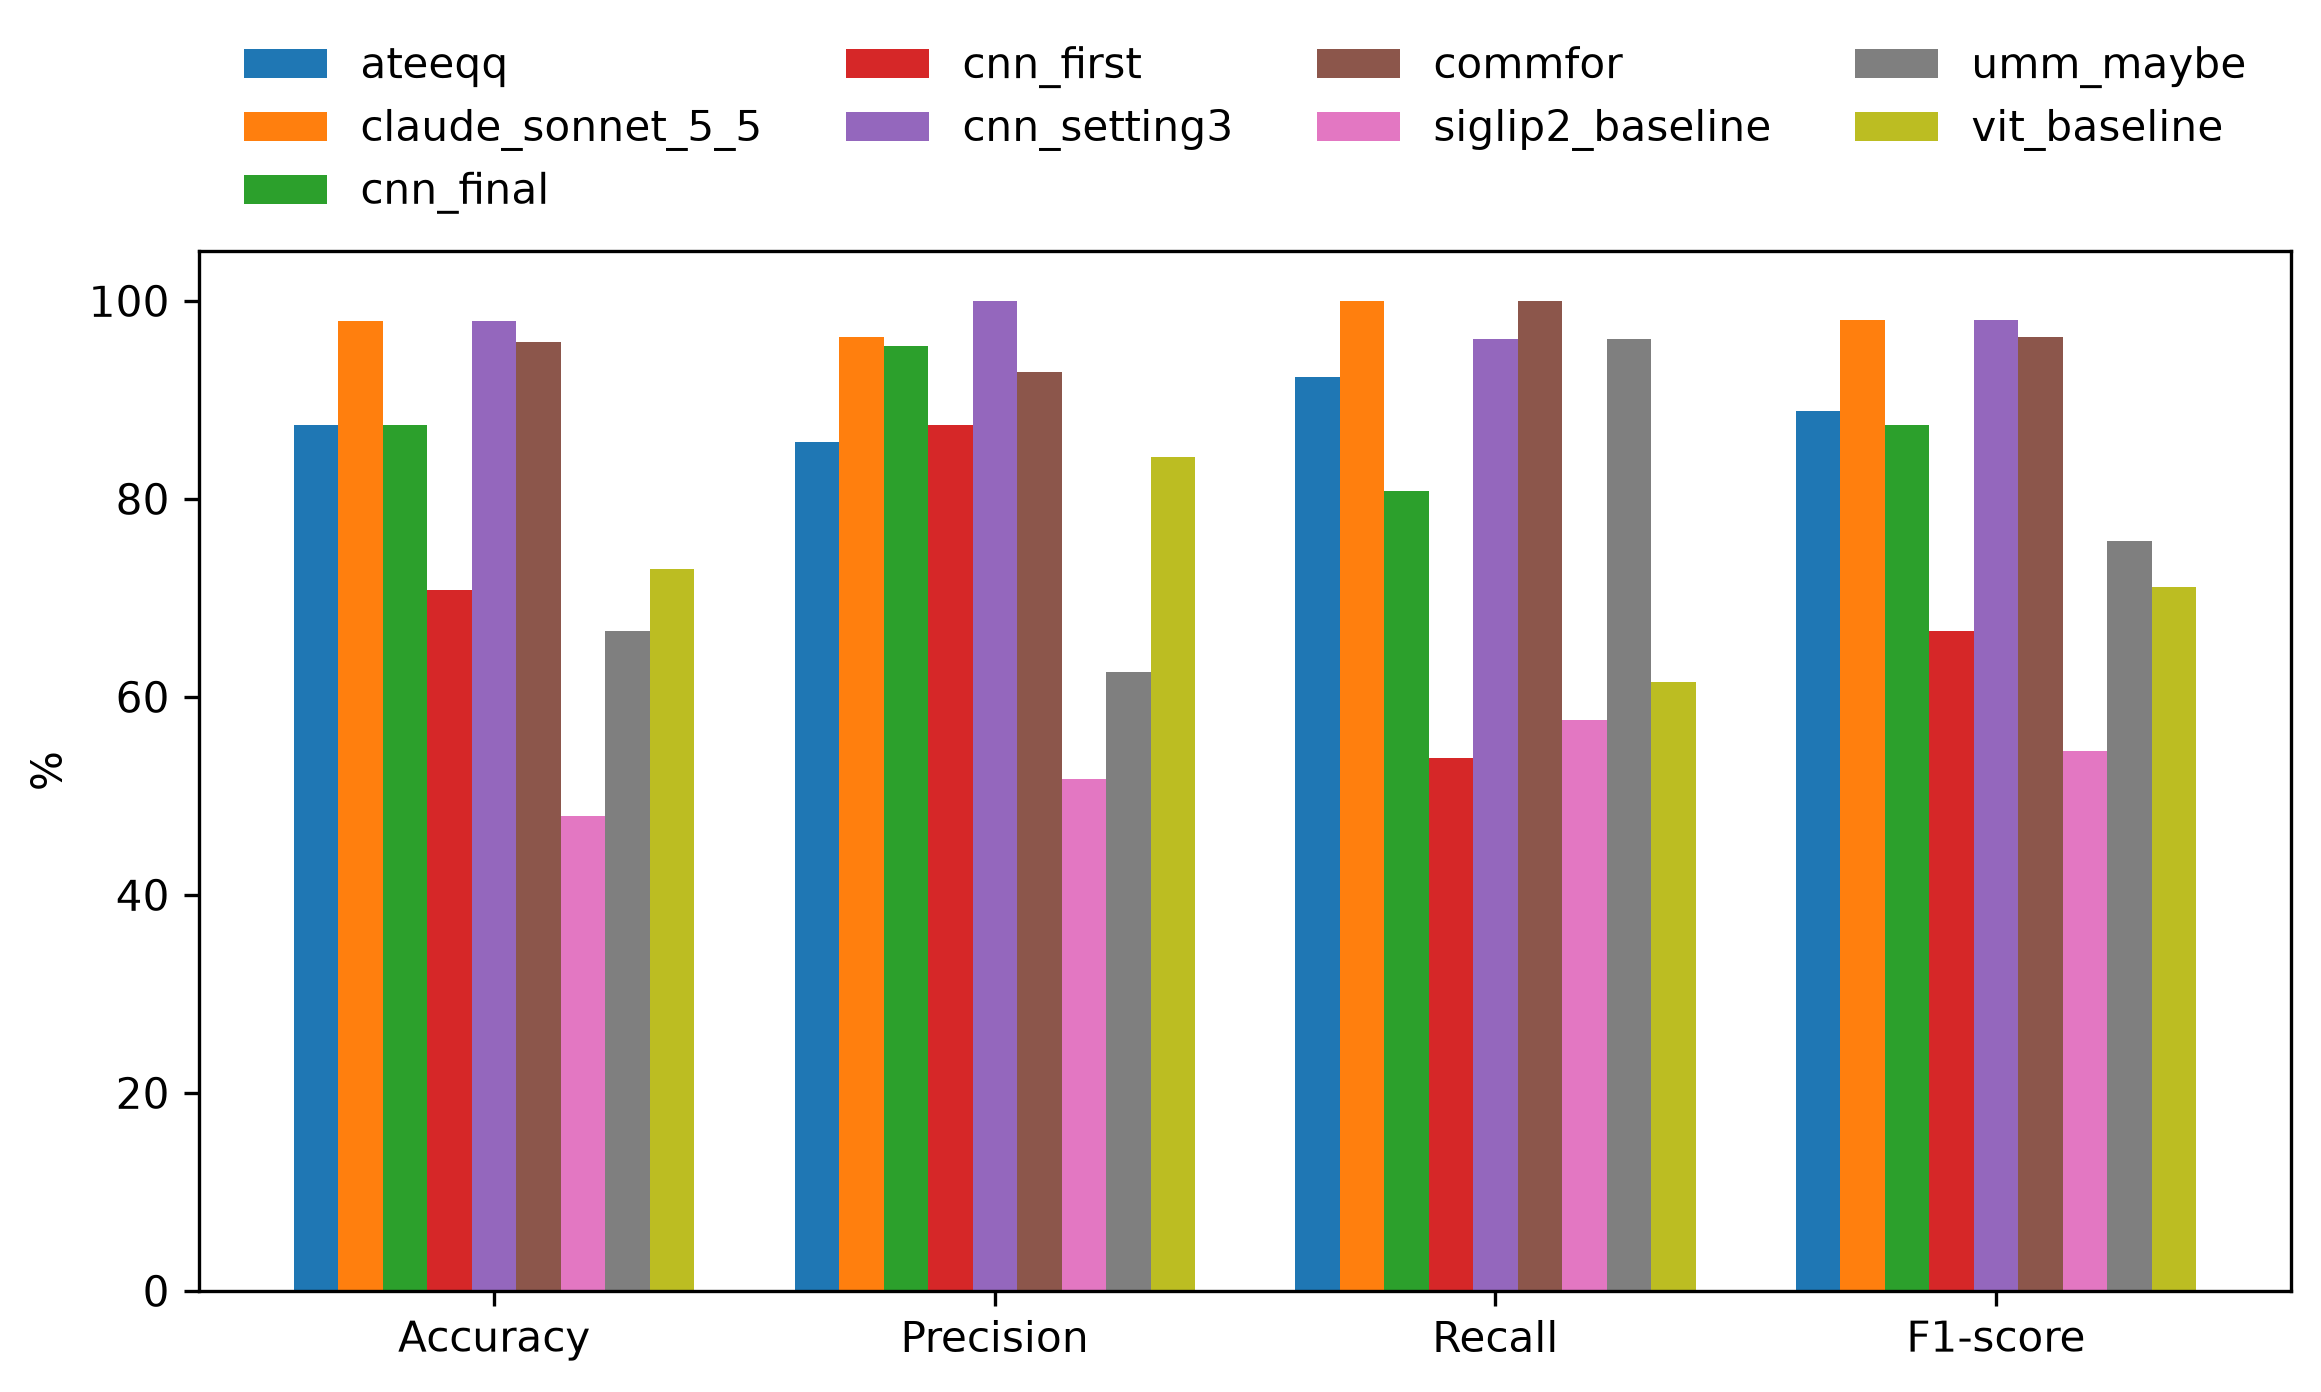 ateeqq
claude_sonnet_5_5
cnn_final
cnn_first
cnn_setting3
commfor
siglip2_baseline
umm_maybe
vit_baseline
100
80
60
40
20
0
%
Accuracy
Precision
Recall
F1-score